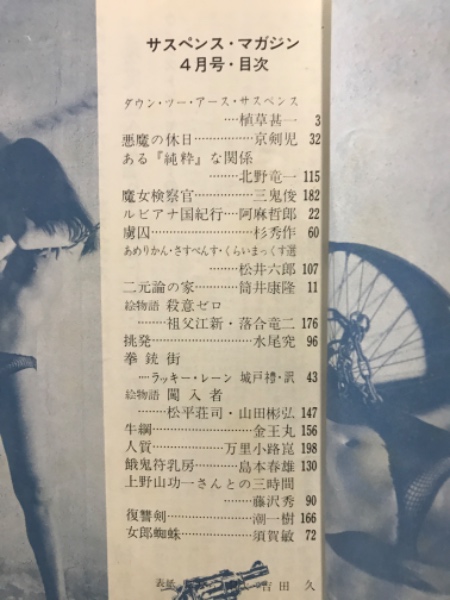 サスペンス・マガジン
4月号・目次
ダウン・ツー・アース・サスペンス
……植草甚一 3
悪魔の休日……………京剣児 32
ある『純粋』な関係
………北野竜一 115
魔女検察官……………三鬼俊 182
ルビアナ国紀行…阿麻哲郎 22
虜囚……………………杉秀作 60
あめりかん・さすぺんす・くらいまっくす選
………松井六郎 107
二元論の家…………筒井康隆 11
絵物語 殺意ゼロ
………祖父江新・落合竜二 176
挑発……………………水尾究 96
拳銃街
……ラッキー・レーン 城戸禮・訳 43
絵物語 闖入者
………松平荘司・山田彬弘 147
牛綱……………………金王丸 156
人質………………万里小路崑 198
餓鬼符乳房…………島本春雄 130
上野山功一さんとの三時間
………藤沢秀 90
復讐剣…………………潮一樹 166
女郎蜘蛛………………須賀敏 72
表紙
吉田久